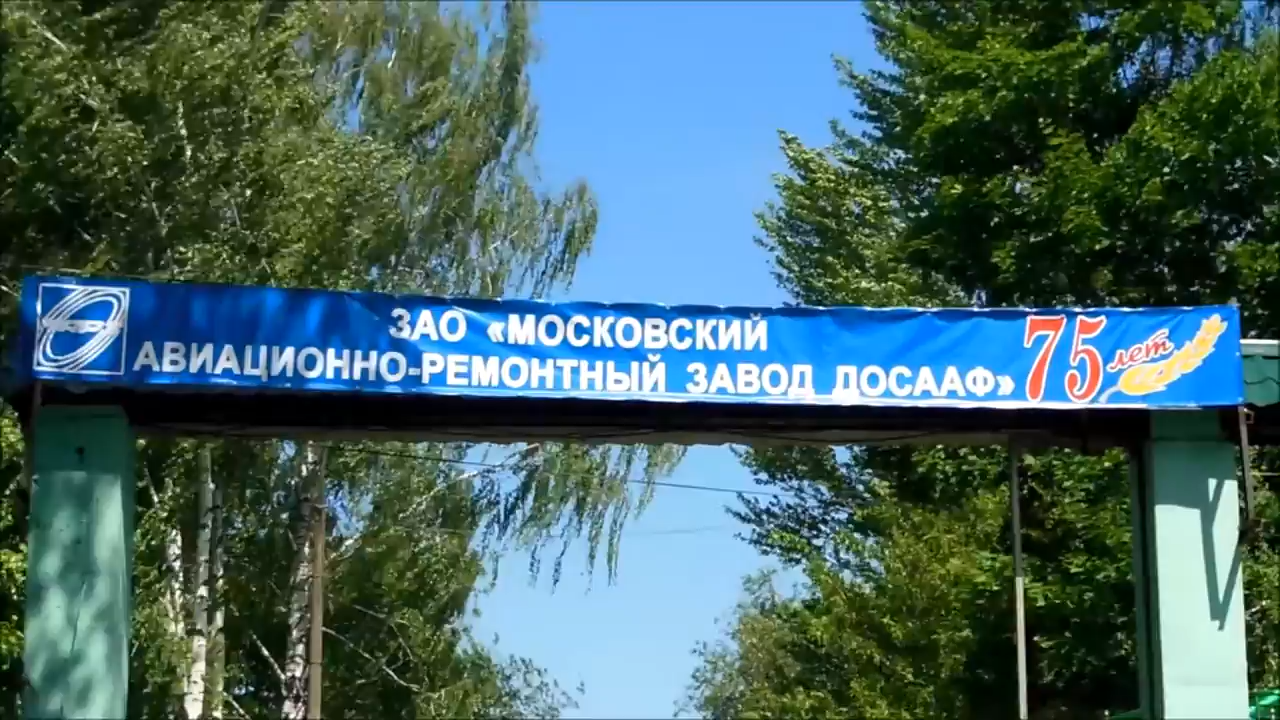 ЗАО «МОСКОВСКИЙ
АВИАЦИОННО-РЕМОНТНЫЙ ЗАВОД ДОСААФ»
75 лет